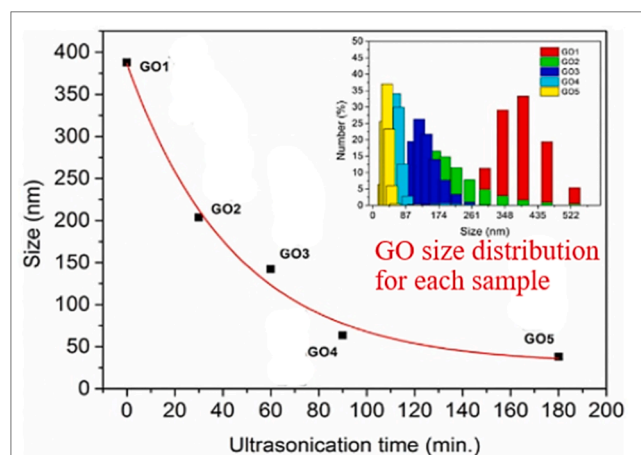 400
350
300
250
200
150
100
50
0
Size (nm)
GO1
GO2
GO3
GO4
GO5
0 20 40 60 80 100 120 140 160 180 200
Ultrasonication time (min.)
50
45
40
35
30
25
20
15
10
5
0
Number (%)
GO1
GO2
GO3
GO4
GO5
0 87 174 261 348 435 522
Size (nm)
GO size distribution
for each sample